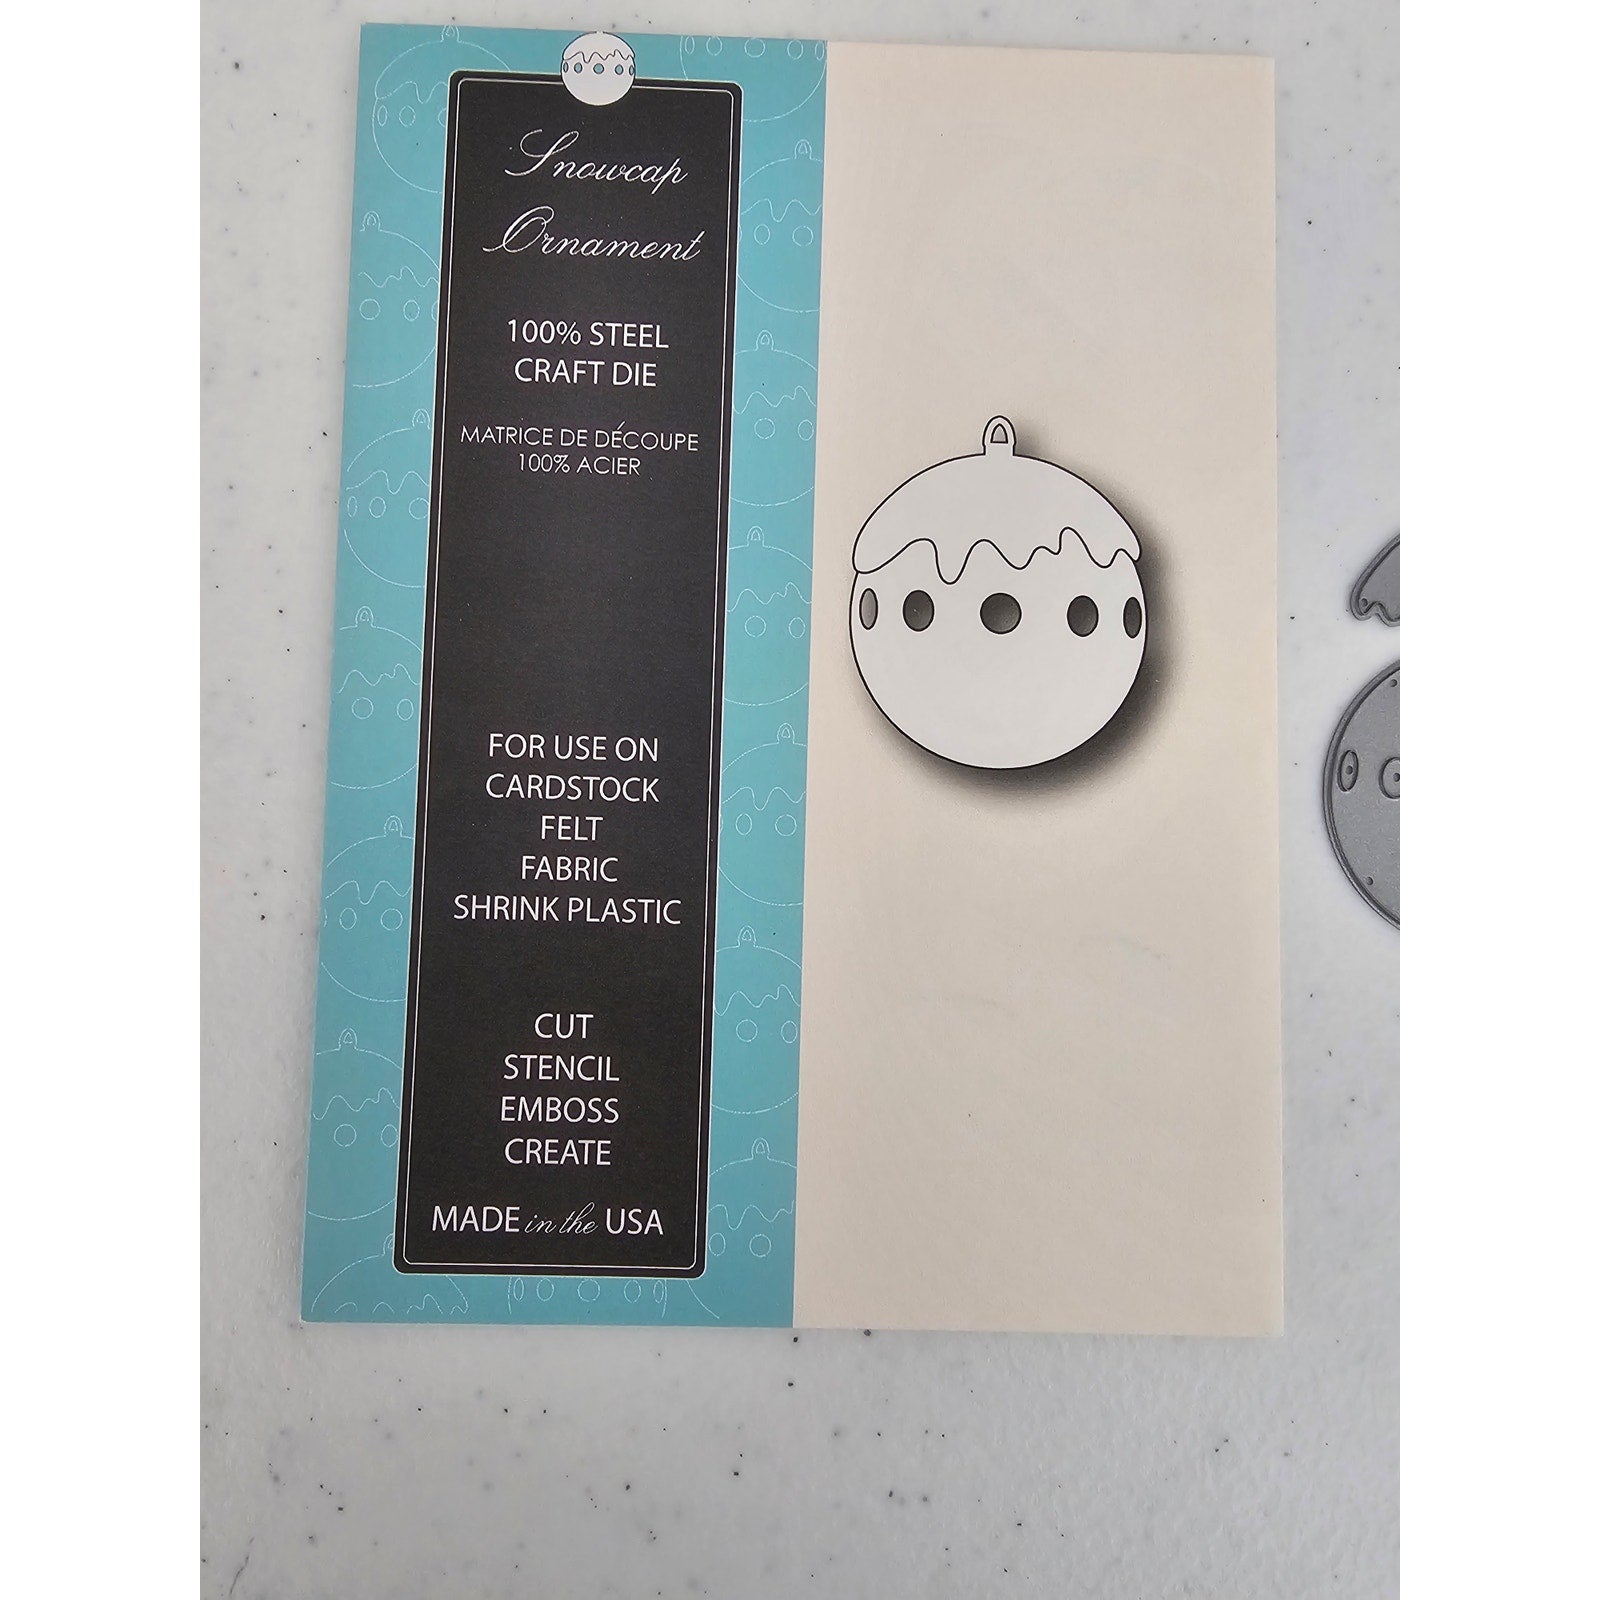 Snowcap
Ornament
100% STEEL
CRAFT DIE
MATRICE DE DÉCOUPE
100% ACIER
FOR USE ON
CARDSTOCK
FELT
FABRIC
SHRINK PLASTIC
CUT
STENCIL
EMBOSS
CREATE
MADE in the USA